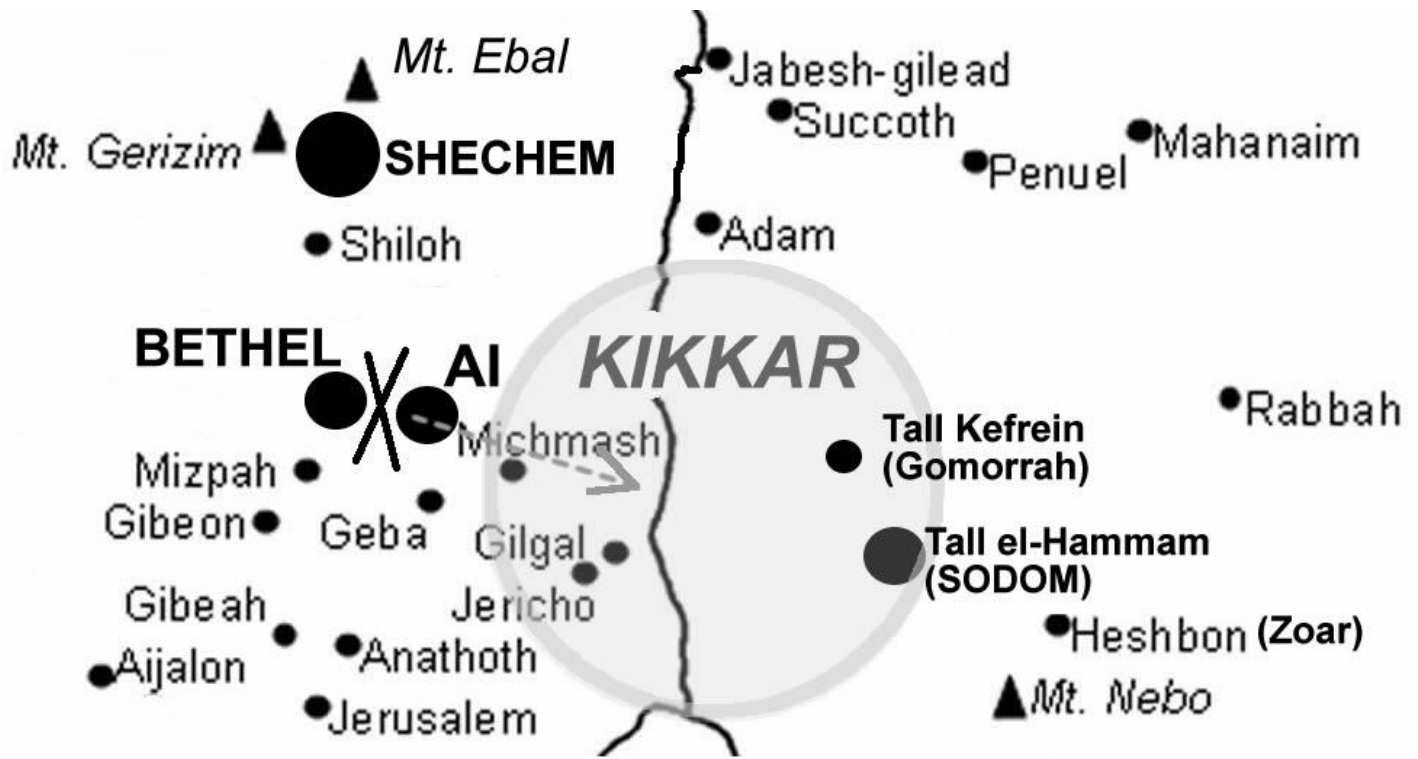 Mt. Ebal
Jabesh-gilead
Succoth
Mahanaim
Mt. Gerizim
SHECHEM
Penuel
Shiloh
Adam
BETHEL
AI
KIKKAR
Rabbah
Michmash
Tall Kefrein
(Gomorrah)
Mizpah
Gibeon
Geba
Gilgal
Tall el-Hammam
(SODOM)
Gibeah
Jericho
Heshbon (Zoar)
Aijalon
Anathoth
Mt. Nebo
Jerusalem